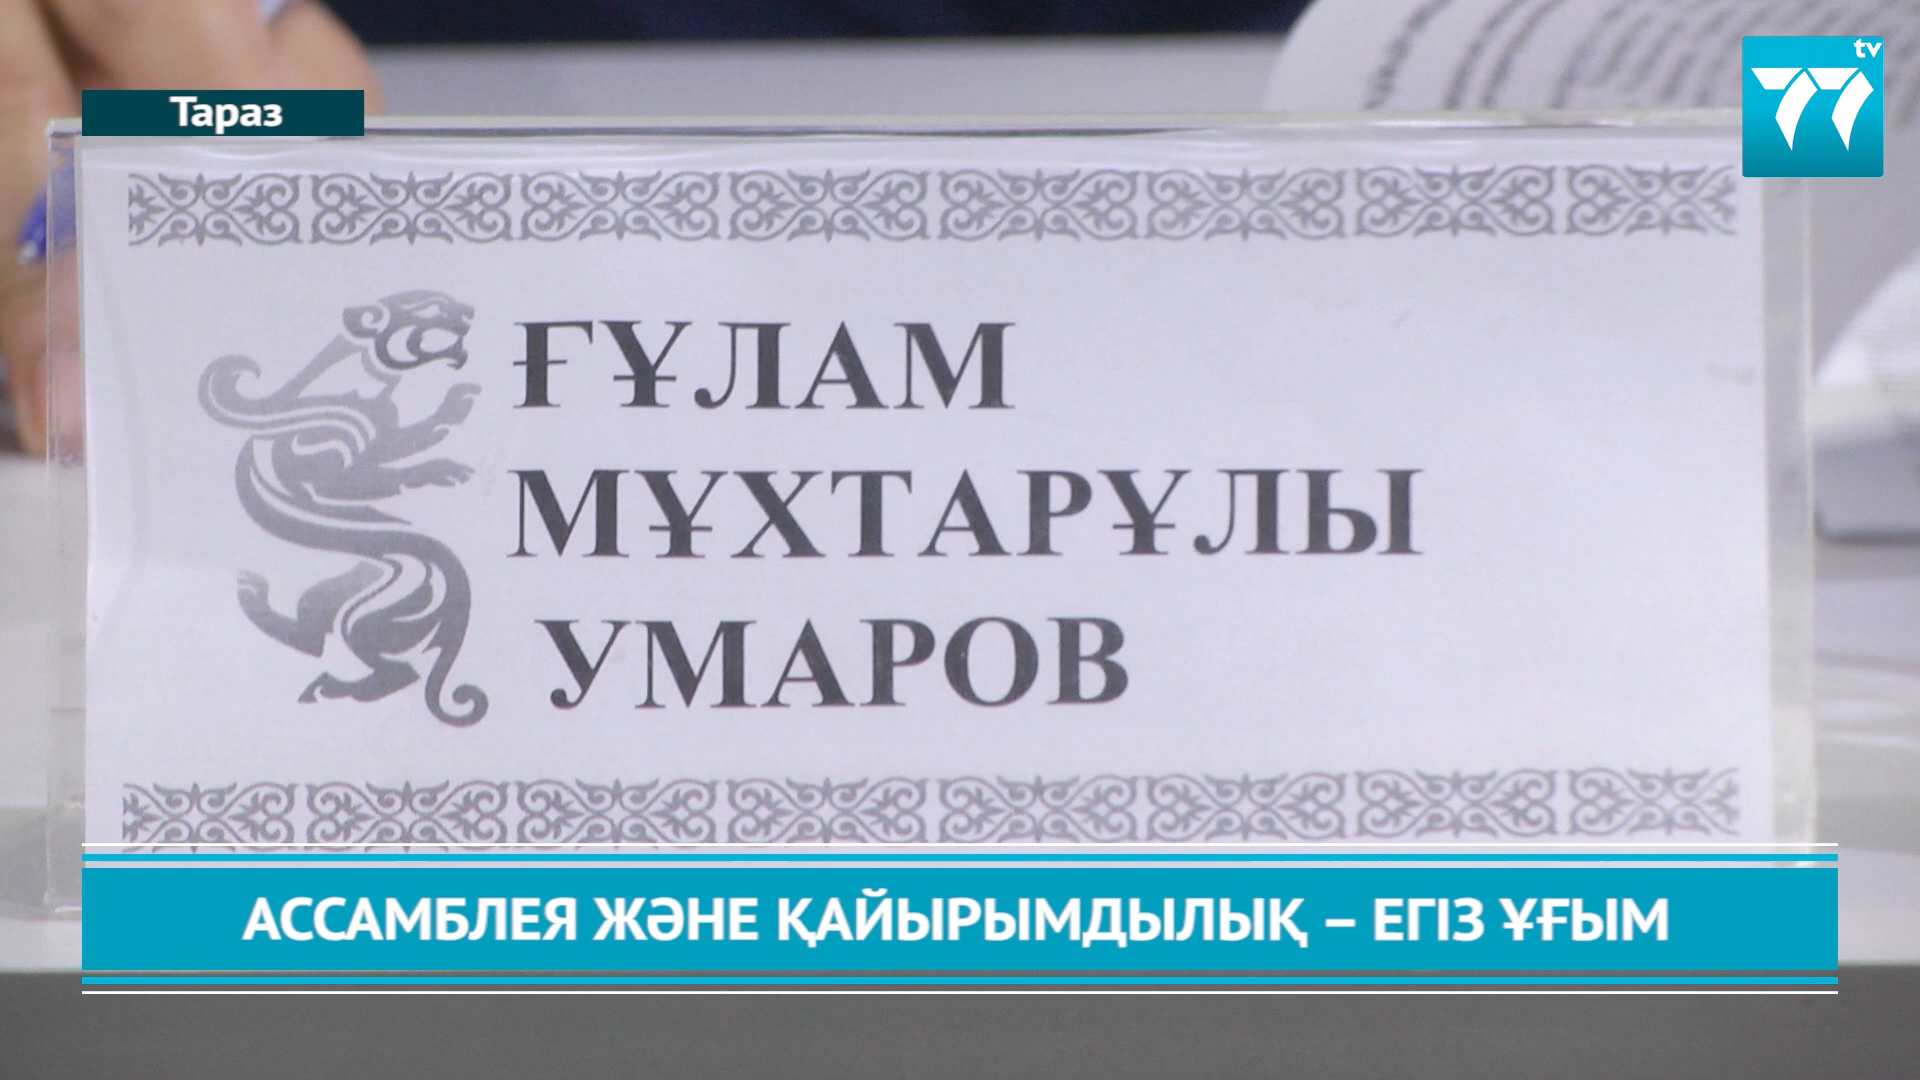 tv
77
Тараз
ҒҰЛАМ
МҰХТАРҰЛЫ
УМАРОВ
АССАМБЛЕЯ ЖӘНЕ ҚАЙЫРЫМДЫЛЫҚ – ЕГІЗ ҰҒЫМ